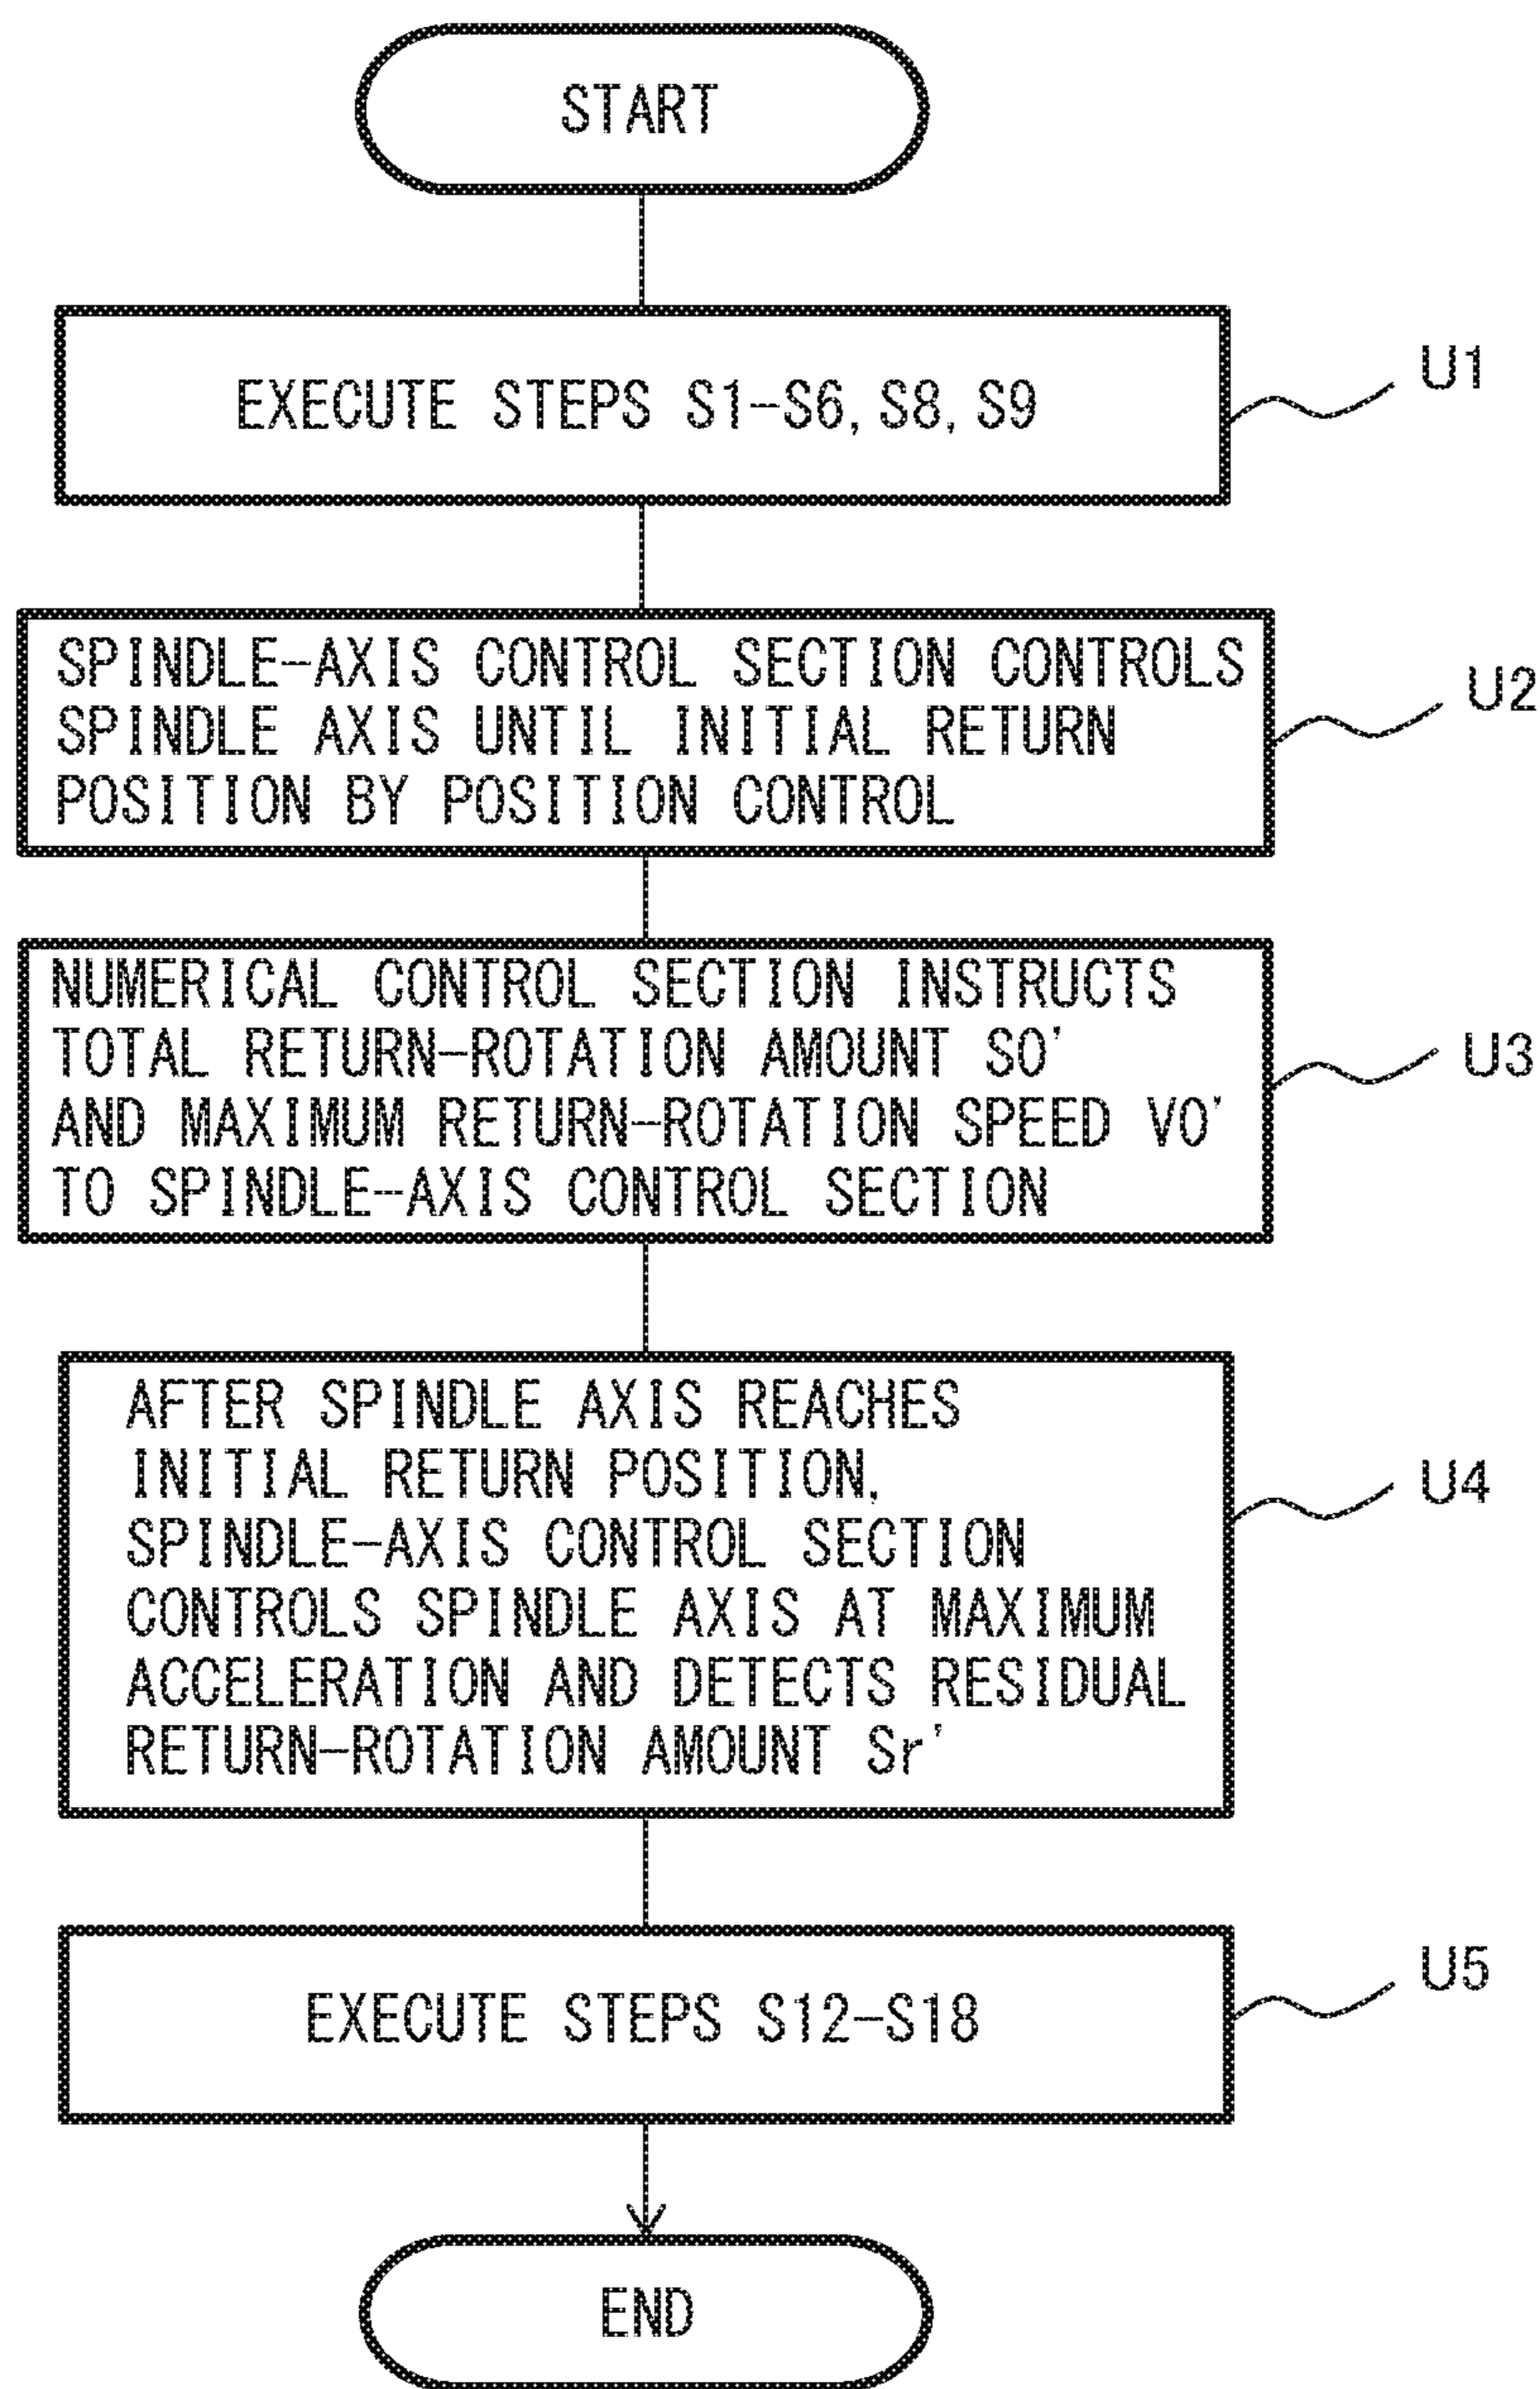 START
EXECUTE STEPS S1-S6, S8, S9
U1
SPINDLE-AXIS CONTROL SECTION CONTROLS
SPINDLE AXIS UNTIL INITIAL RETURN
POSITION BY POSITION CONTROL
U2
NUMERICAL CONTROL SECTION INSTRUCTS
TOTAL RETURN-ROTATION AMOUNT S0'
AND MAXIMUM RETURN-ROTATION SPEED V0'
TO SPINDLE-AXIS CONTROL SECTION
U3
AFTER SPINDLE AXIS REACHES
INITIAL RETURN POSITION,
SPINDLE-AXIS CONTROL SECTION
CONTROLS SPINDLE AXIS AT MAXIMUM
ACCELERATION AND DETECTS RESIDUAL
RETURN-ROTATION AMOUNT Sr'
U4
EXECUTE STEPS S12-S18
U5
END